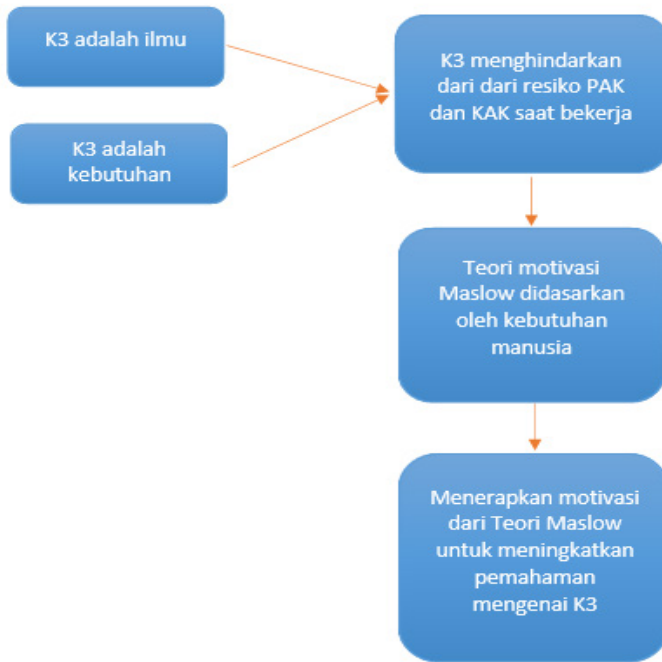 K3 adalah ilmu
K3 adalah
kebutuhan
K3 menghindarkan
dari dari resiko PAK
dan KAK saat bekerja
Teori motivasi
Maslow didasarkan
oleh kebutuhan
manusia
Menerapkan motivasi
dari Teori Maslow
untuk meningkatkan
pemahaman
mengenai K3